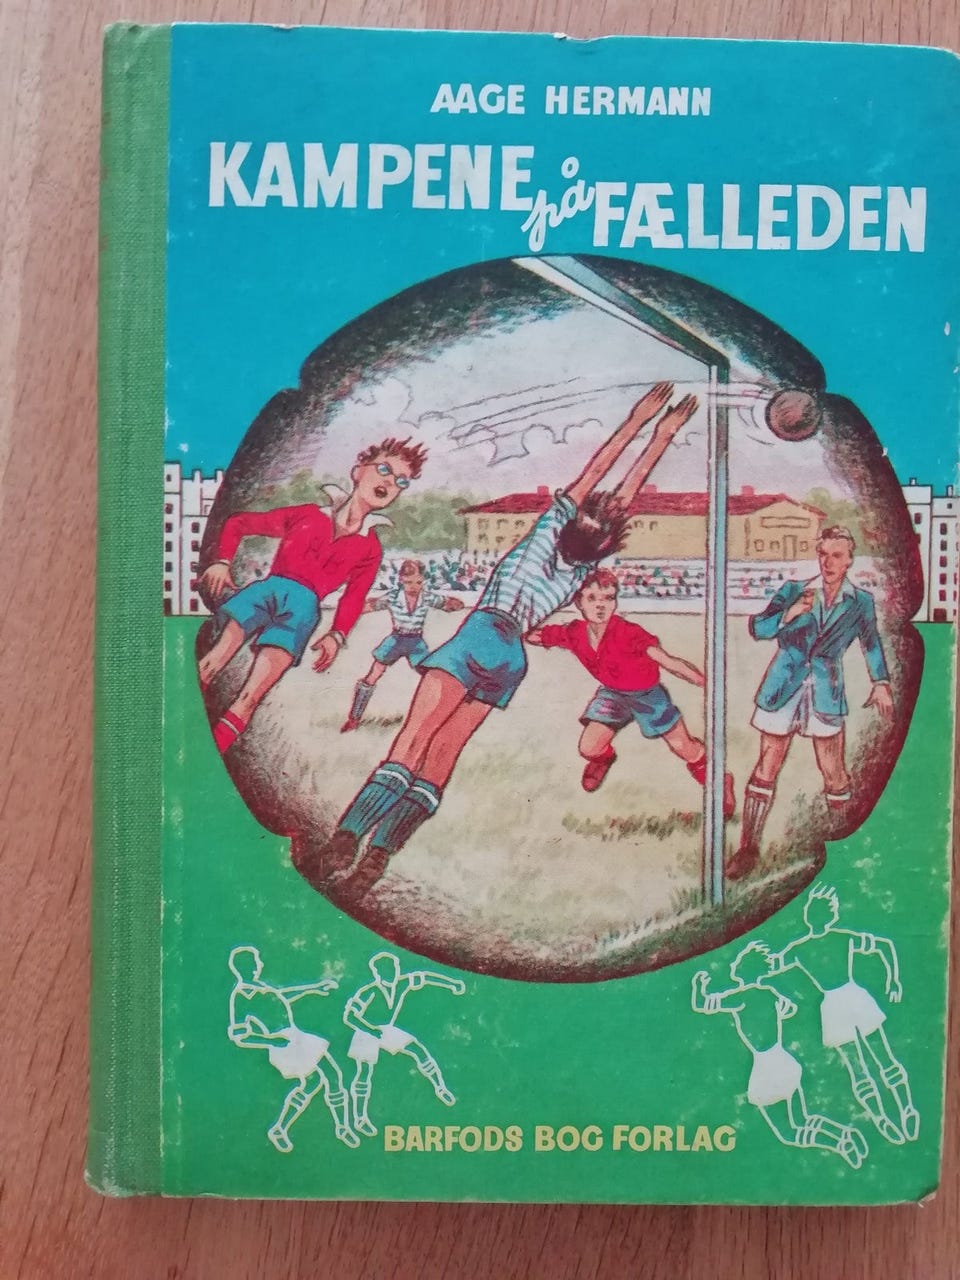 AAGE HERMANN
KAMPENE på FÆLLEDEN
BARFODS BOG FORLAG